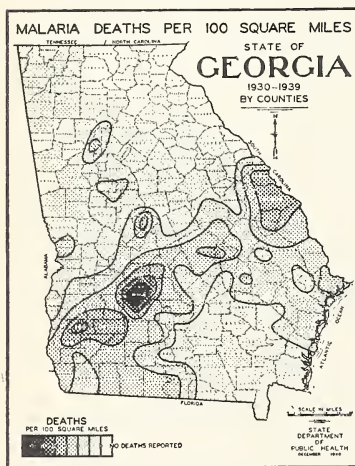 MALARIA DEATHS PER 100 SQUARE MILES
TENNESSEE / NORTH CAROLINA
STATE OF
GEORGIA
1930-1939
BY COUNTIES
N
SOUTH CAROLINA
ALABAMA
ATLANTIC OCEAN
FLORIDA
DEATHS
PER 100 SQUARE MILES
NO DEATHS REPORTED
SCALE IN MILES
STATE
DEPARTMENT
OF
PUBLIC HEALTH
DECEMBER 1940